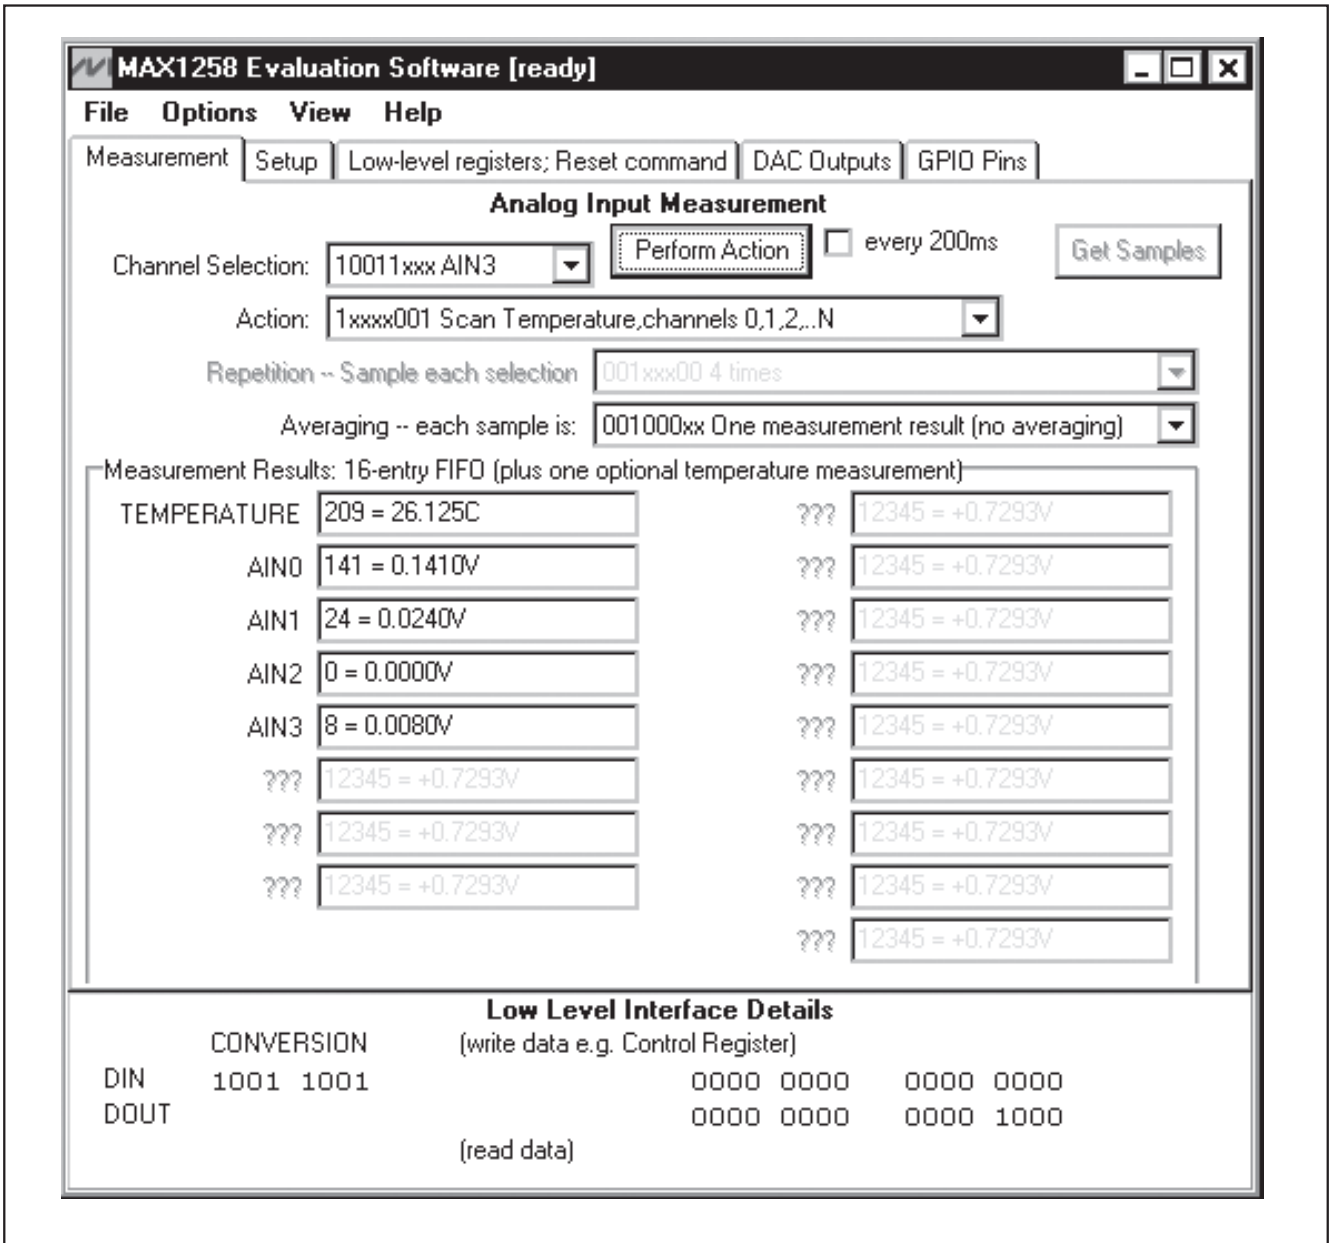 MAX1258 Evaluation Software [ready]
File Options View Help
Measurement Setup Low-level registers; Reset command DAC Outputs GPIO Pins
Analog Input Measurement
Channel Selection: 10011xxx AIN3 Perform Action every 200ms Get Samples
Action: 1xxxx001 Scan Temperature,channels 0,1,2,..N
Repetition -- Sample each selection 001xxx00 4 times
Averaging -- each sample is: 001000xx One measurement result (no averaging)
Measurement Results: 16-entry FIFO (plus one optional temperature measurement)
TEMPERATURE 209 = 26.125C ??? 12345 = +0.7293V
AIN0 141 = 0.1410V ??? 12345 = +0.7293V
AIN1 24 = 0.0240V ??? 12345 = +0.7293V
AIN2 0 = 0.0000V ??? 12345 = +0.7293V
AIN3 8 = 0.0080V ??? 12345 = +0.7293V
??? 12345 = +0.7293V ??? 12345 = +0.7293V
??? 12345 = +0.7293V ??? 12345 = +0.7293V
??? 12345 = +0.7293V ??? 12345 = +0.7293V
??? 12345 = +0.7293V
Low Level Interface Details
CONVERSION (write data e.g. Control Register)
DIN 1001 1001 0000 0000 0000 0000
DOUT 0000 0000 0000 1000
(read data)